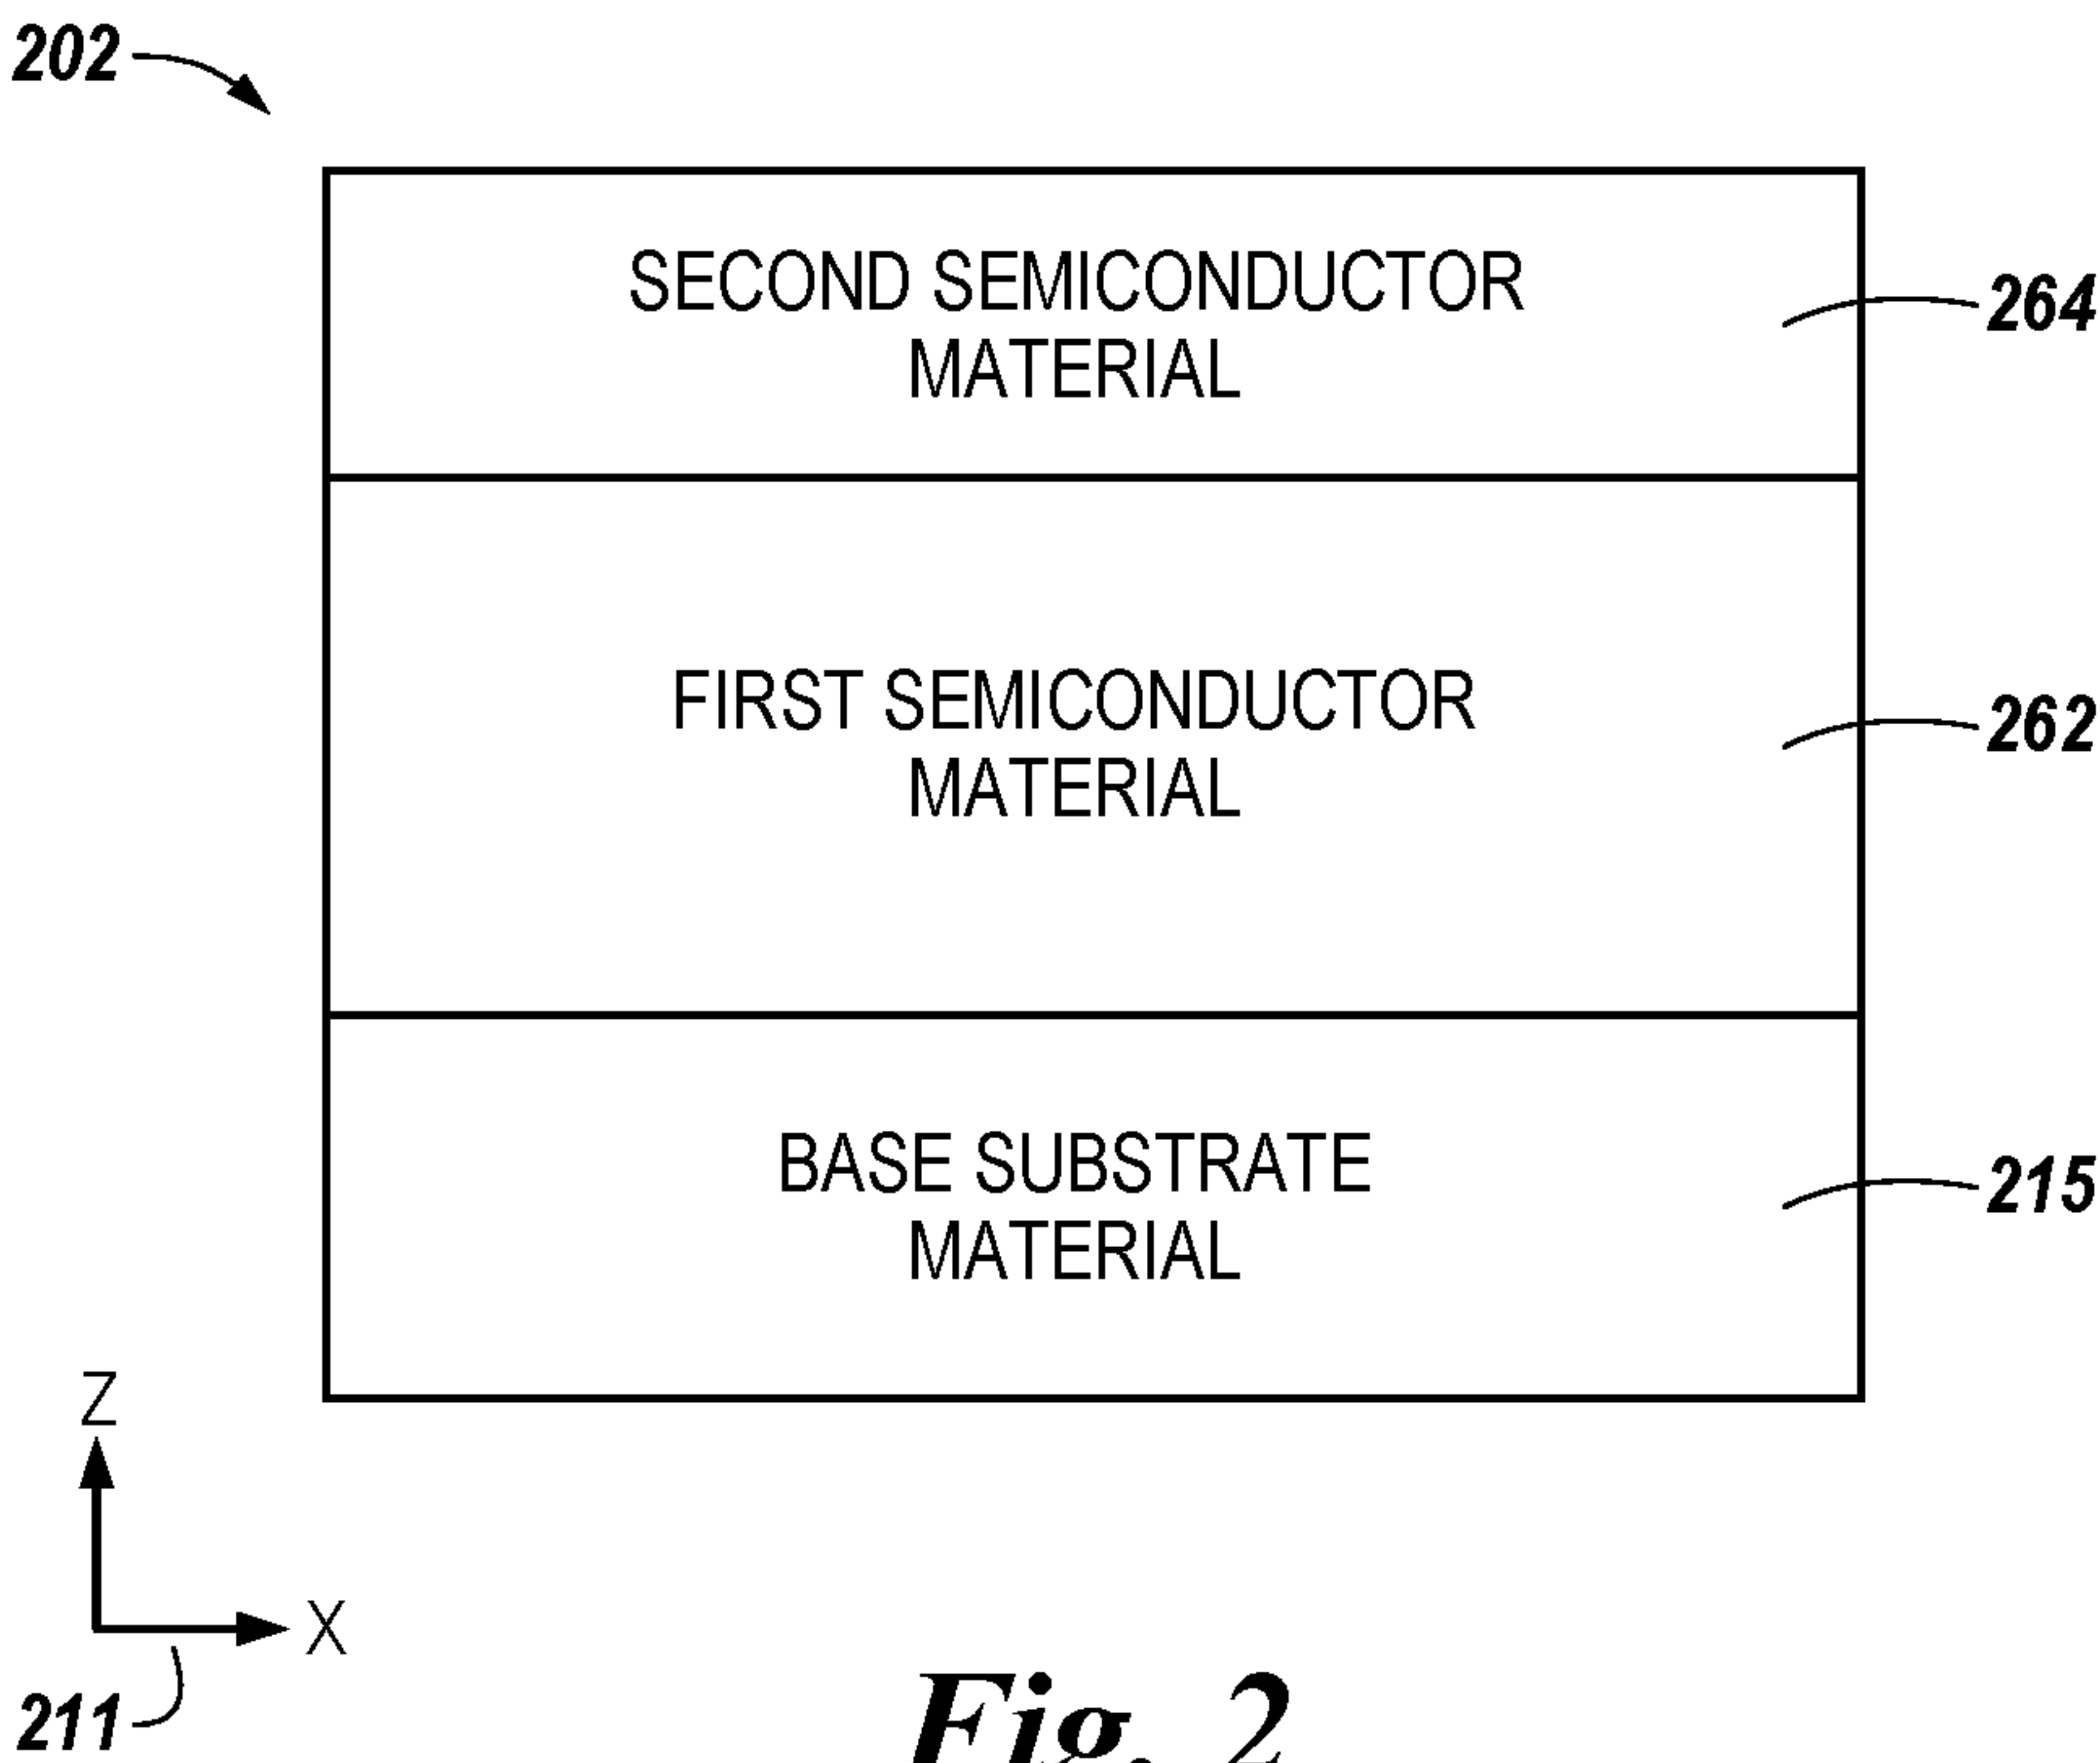 202
SECOND SEMICONDUCTOR
MATERIAL
264
FIRST SEMICONDUCTOR
MATERIAL
262
BASE SUBSTRATE
MATERIAL
215
Z
X
211
Fig. 2